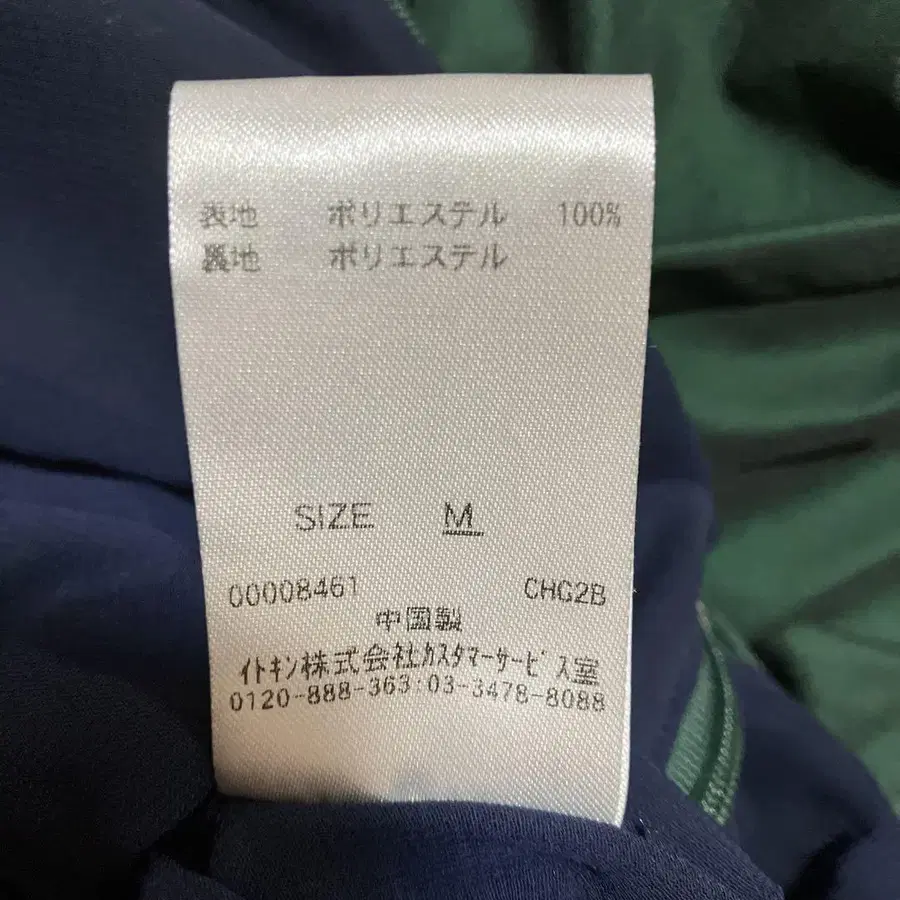 表地 ポリエステル 100%
裏地 ポリエステル
SIZE M
00008461 CHG2B
中国製
イトキン株式会社カスタマーサービス室
0120-888-363:03-3478-8088